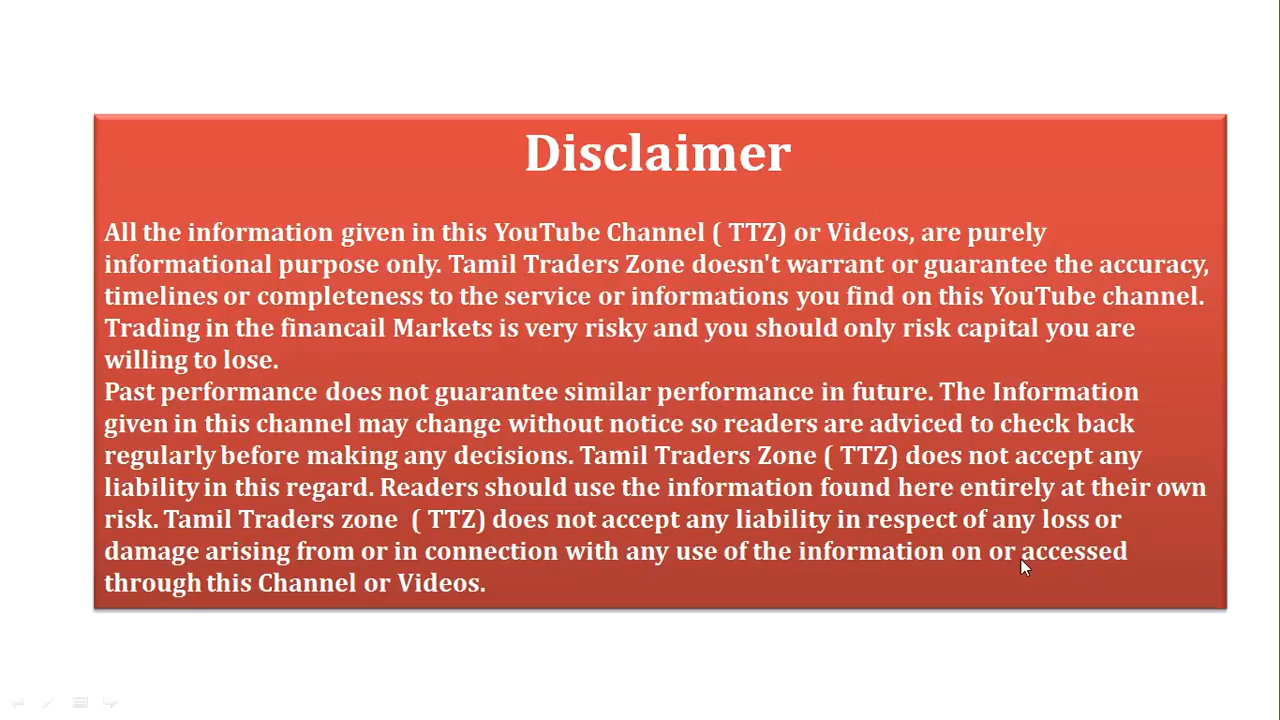 Disclaimer
All the information given in this YouTube Channel ( TTZ) or Videos, are purely
informational purpose only. Tamil Traders Zone doesn't warrant or guarantee the accuracy,
timelines or completeness to the service or informations you find on this YouTube channel.
Trading in the financail Markets is very risky and you should only risk capital you are
willing to lose.
Past performance does not guarantee similar performance in future. The Information
given in this channel may change without notice so readers are adviced to check back
regularly before making any decisions. Tamil Traders Zone ( TTZ) does not accept any
liability in this regard. Readers should use the information found here entirely at their own
risk. Tamil Traders zone  ( TTZ) does not accept any liability in respect of any loss or
damage arising from or in connection with any use of the information on or accessed
through this Channel or Videos.